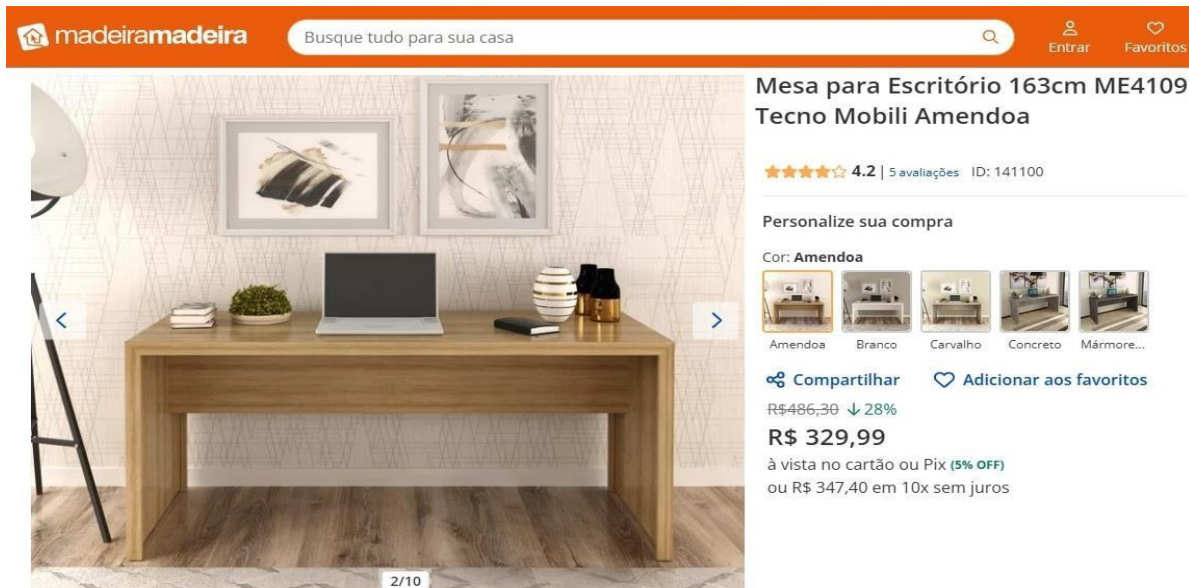 madeiramadeira
Busque tudo para sua casa
Entrar
Favoritos
Mesa para Escritório 163cm ME4109
Tecno Mobili Amendoa
4.2 | 5 avaliações ID: 141100
Personalize sua compra
Cor: Amendoa
Amendoa Branco Carvalho Concreto Mármore...
Compartilhar Adicionar aos favoritos
R$486,30 28%
R$ 329,99
à vista no cartão ou Pix (5% OFF)
ou R$ 347,40 em 10x sem juros
2/10